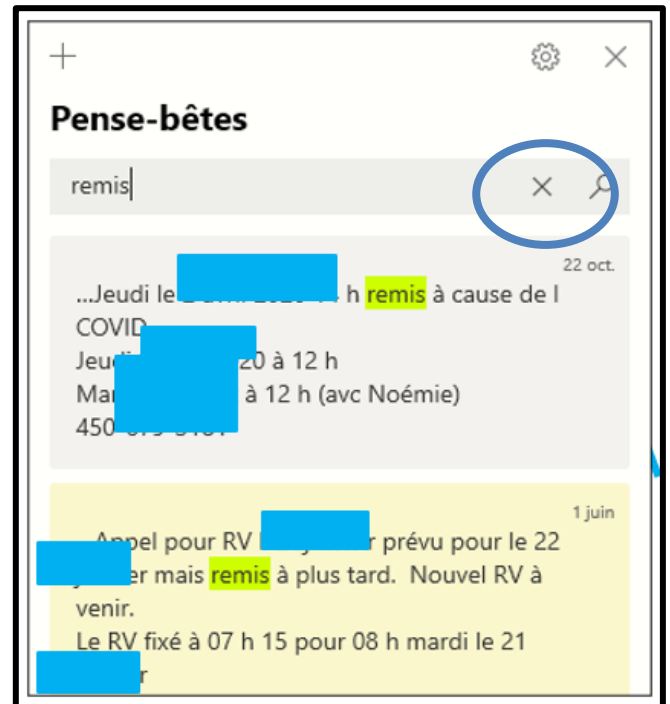 Pense-bêtes
remis
22 oct.
...Jeudi le h remis à cause de l
COVID
20 à 12 h
à 12 h (avc Noémie)
450
1 juin
Appel pour RV prévu pour le 22
mais remis à plus tard. Nouvel RV à
venir.
Le RV fixé à 07 h 15 pour 08 h mardi le 21